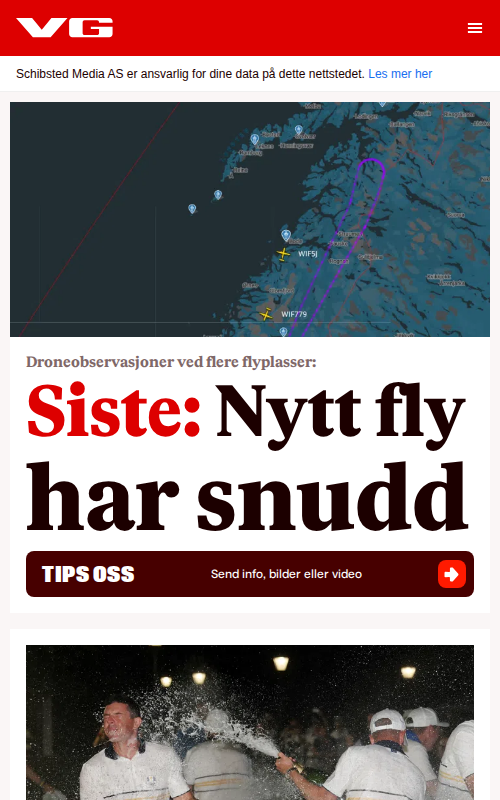 VG
Schibsted Media AS er ansvarlig for dine data på dette nettstedet. Les mer her
WIF5J
WIF779
Droneobservasjoner ved flere flyplasser:
Siste: Nytt fly
har snudd
TIPS OSS
Send info, bilder eller video